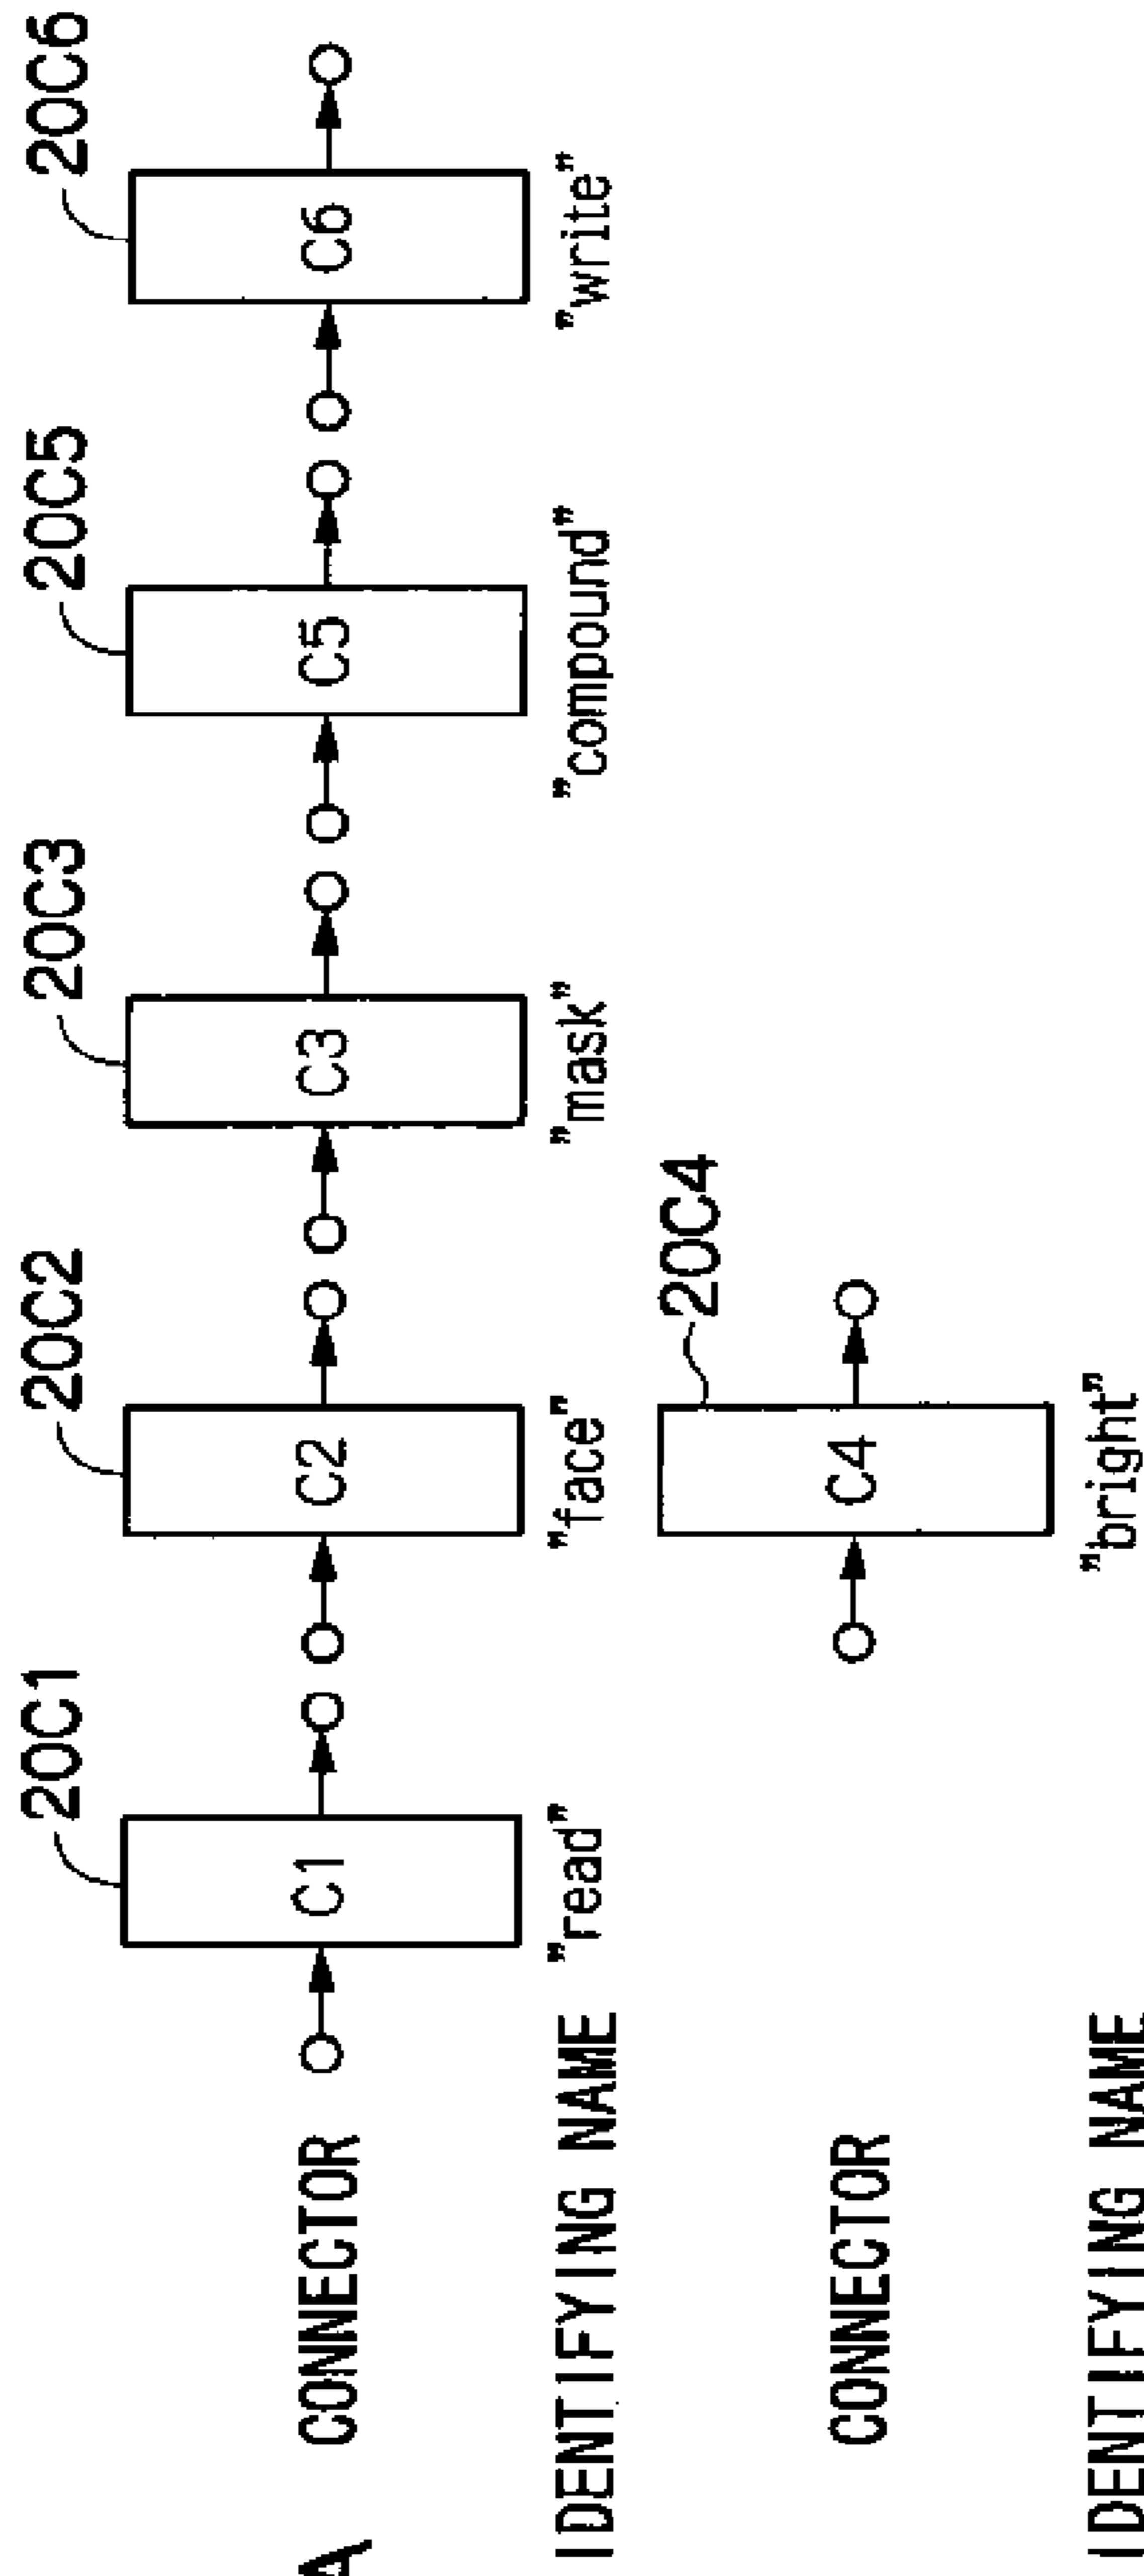 20C1 20C2 20C3 20C5 20C6
A CONNECTOR C1 C2 C3 C5 C6
IDENTIFYING NAME "read" "face" "mask" "compound" "write"
20C4
CONNECTOR C4
IDENTIFYING NAME "bright"